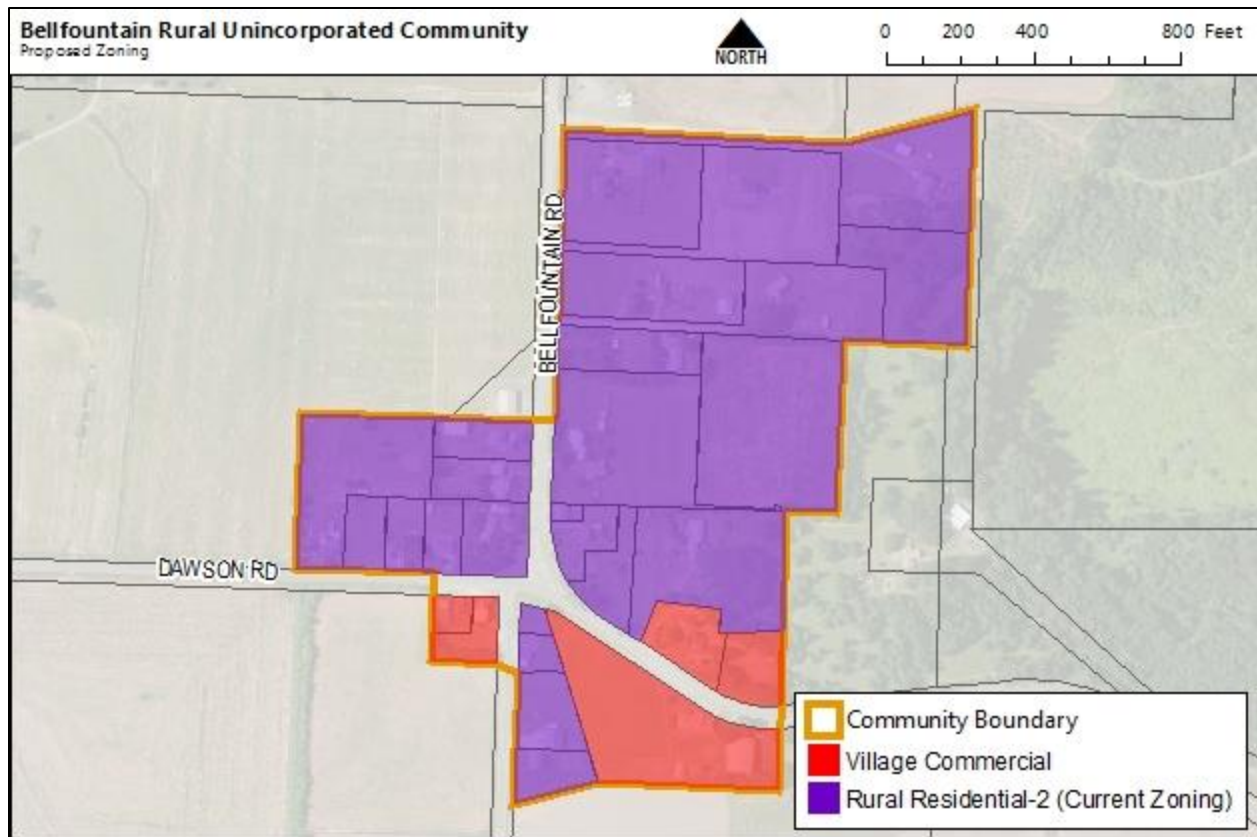 Bellfountain Rural Unincorporated Community
Proposed Zoning
NORTH
0 200 400 800 Feet
BELLFOUNTAIN RD
DAWSON RD
Community Boundary
Village Commercial
Rural Residential-2 (Current Zoning)